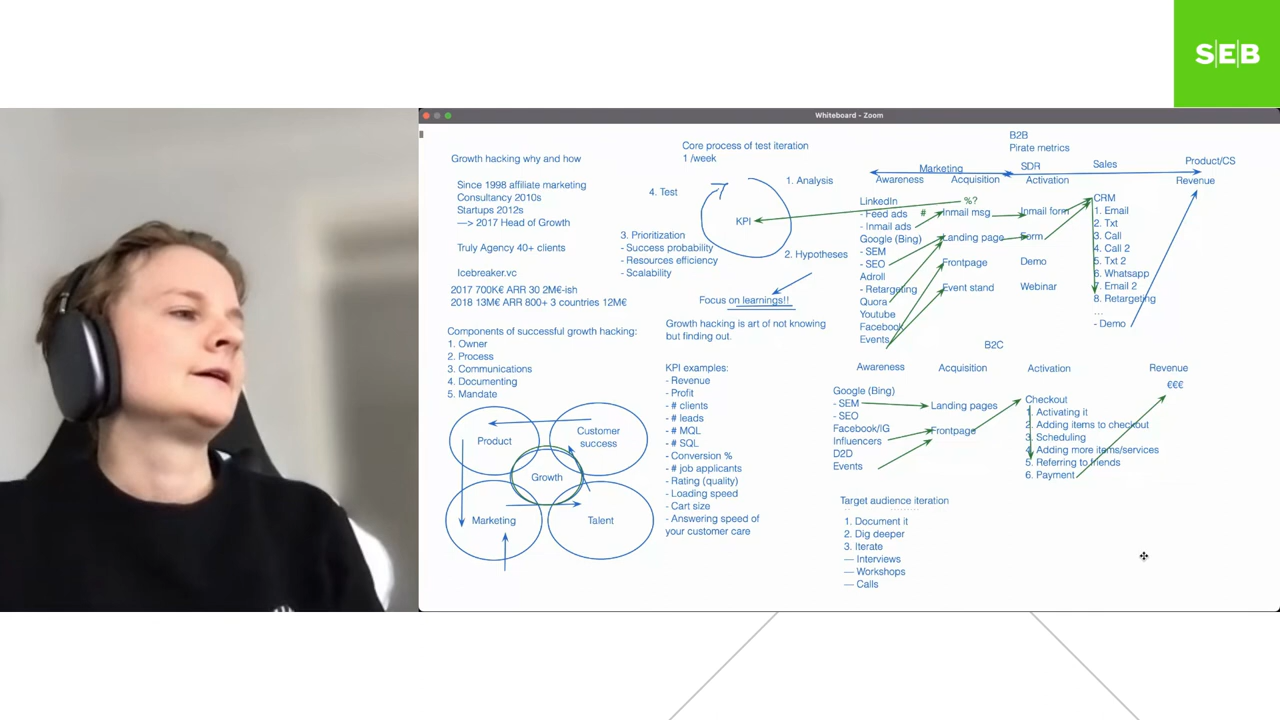 SEB
Whiteboard - Zoom
Growth hacking why and how
Since 1998 affiliate marketing
Consultancy 2010s
Startups 2012s
—> 2017 Head of Growth
Truly Agency 40+ clients
Icebreaker.vc
2017 700K€ ARR 30 2M€-ish
2018 13M€ ARR 800+ 3 countries 12M€
Components of successful growth hacking:
1. Owner
2. Process
3. Communications
4. Documenting
5. Mandate
Product
Customer
success
Growth
Marketing
Talent
Core process of test iteration
1 /week
1. Analysis
4. Test
KPI
3. Prioritization
- Success probability
- Resources efficiency
- Scalability
2. Hypotheses
Focus on learnings!!
Growth hacking is art of not knowing
but finding out.
KPI examples:
- Revenue
- Profit
- # clients
- # leads
- # MQL
- # SQL
- Conversion %
- # job applicants
- Rating (quality)
- Loading speed
- Cart size
- Answering speed of
your customer care
B2B
Pirate metrics
Marketing
SDR
Sales
Product/CS
Awareness
Acquisition
Activation
Revenue
LinkedIn
- Feed ads
- Inmail ads
Google (Bing)
- SEM
- SEO
Adroll
- Retargeting
Quora
Youtube
Facebook
Events
%?
#
Inmail msg
Landing page
Frontpage
Event stand
Inmail form
Form
Demo
Webinar
CRM
1. Email
2. Txt
3. Call
4. Call 2
5. Txt 2
6. Whatsapp
7. Email 2
8. Retargeting
...
- Demo
B2C
Awareness
Acquisition
Activation
Revenue
€€€
Google (Bing)
- SEM
- SEO
Facebook/IG
Influencers
D2D
Events
Landing pages
Frontpage
Checkout
1. Activating it
2. Adding items to checkout
3. Scheduling
4. Adding more items/services
5. Referring to friends
6. Payment
Target audience iteration
1. Document it
2. Dig deeper
3. Iterate
— Interviews
— Workshops
— Calls